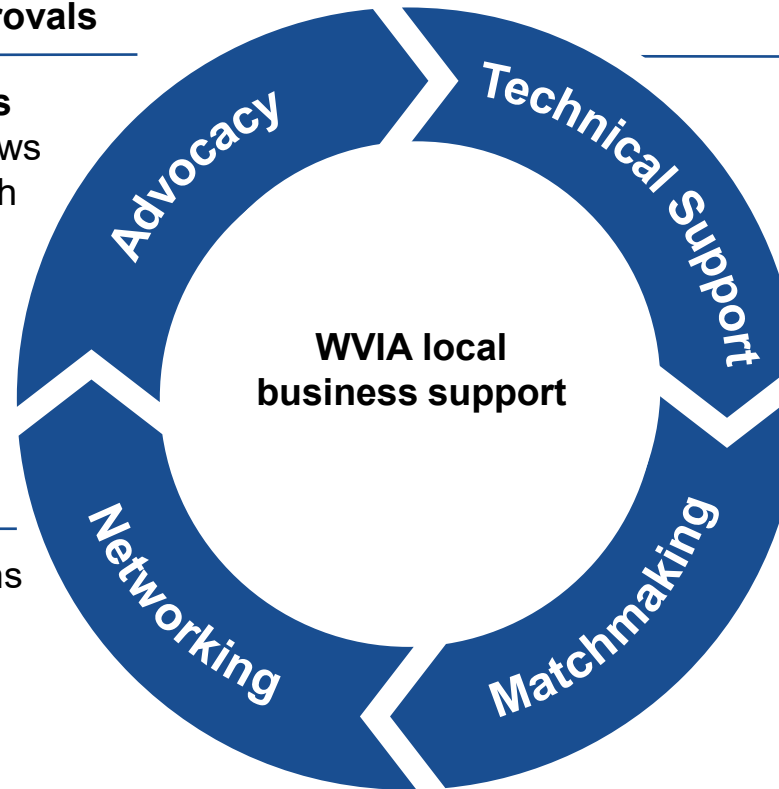 rovals
s
ws
h
Advocacy
Technical Support
WVIA local
business support
Networking
Matchmaking
ns